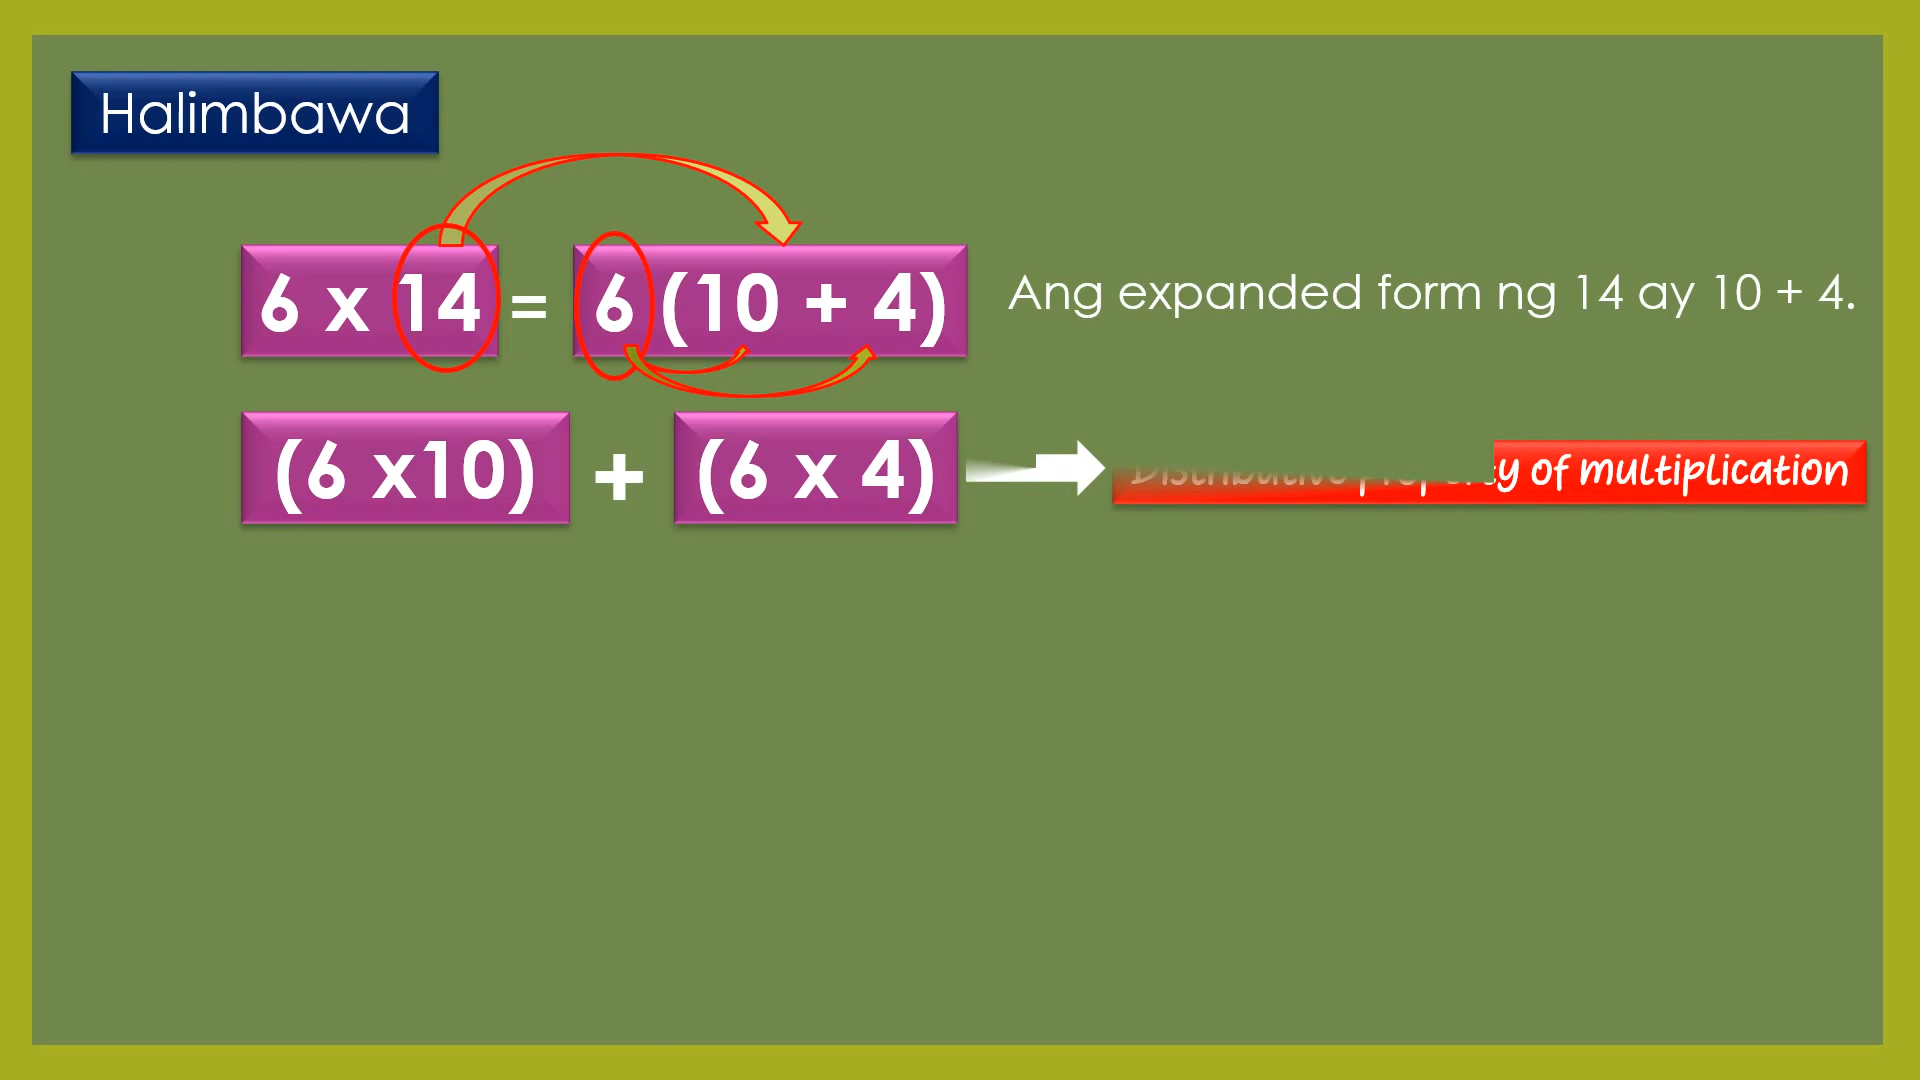 Halimbawa
6 x 14 = 6 (10 + 4) Ang expanded form ng 14 ay 10 + 4.
(6 x10) + (6 x 4) Distributive property of multiplication